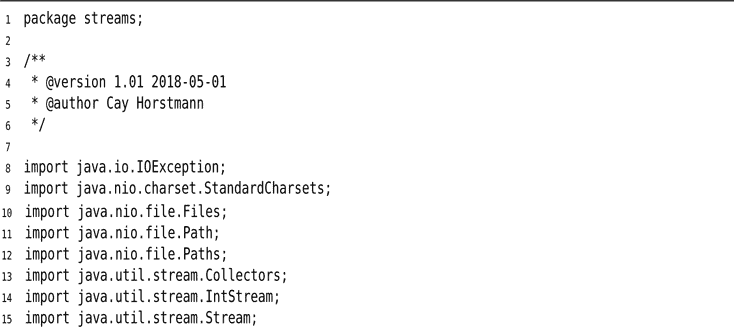 1 package streams;
2
3 /**
4  * @version 1.01 2018-05-01
5  * @author Cay Horstmann
6  */
7
8 import java.io.IOException;
9 import java.nio.charset.StandardCharsets;
10 import java.nio.file.Files;
11 import java.nio.file.Path;
12 import java.nio.file.Paths;
13 import java.util.stream.Collectors;
14 import java.util.stream.IntStream;
15 import java.util.stream.Stream;